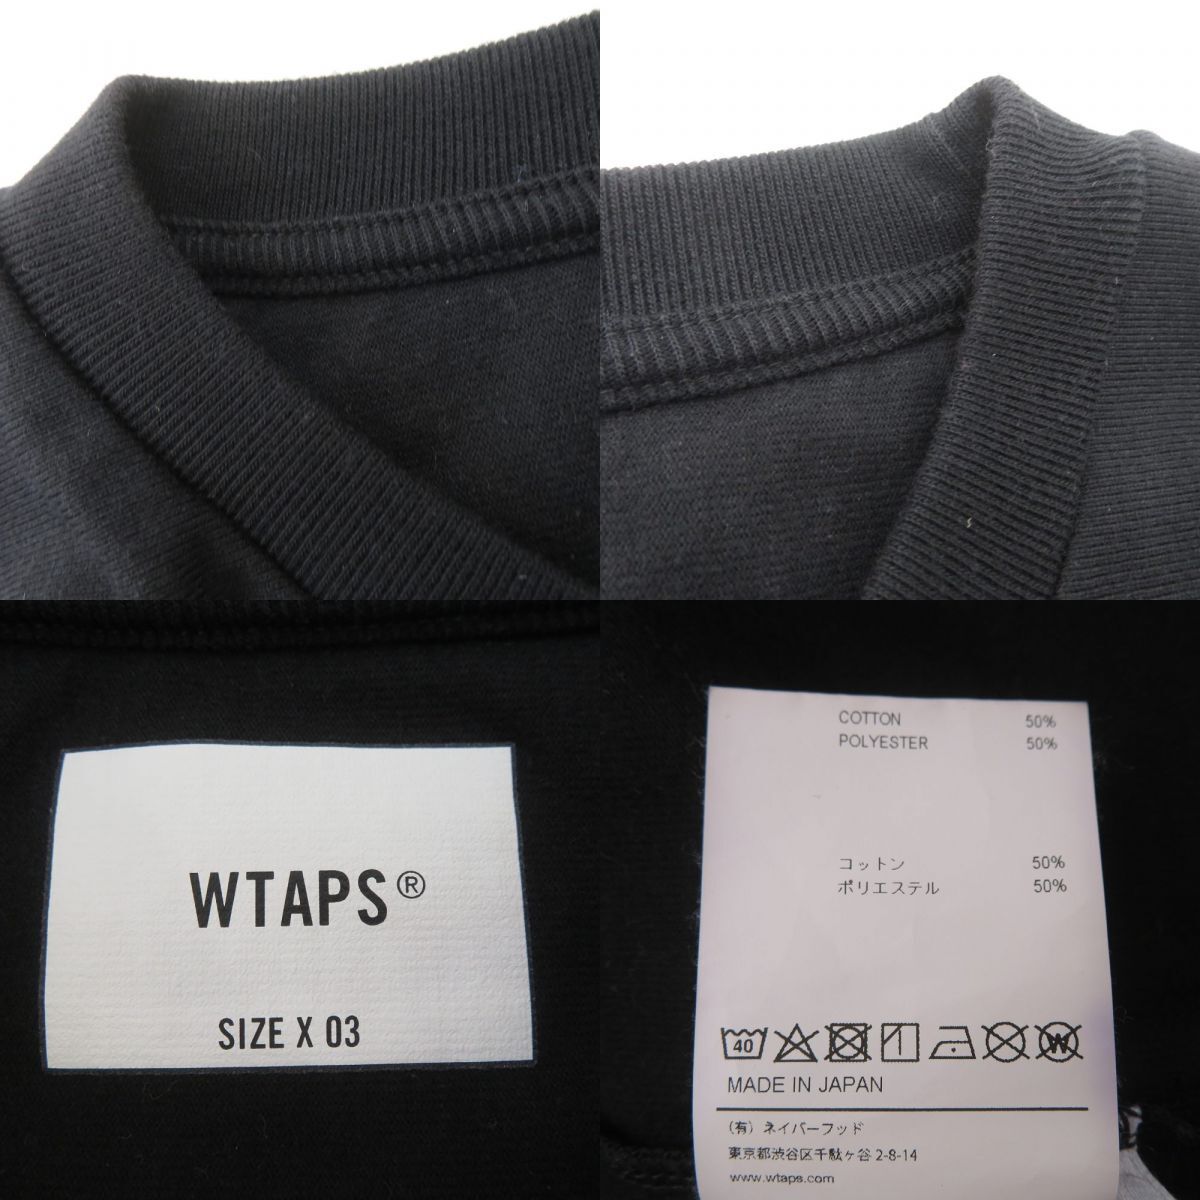 WTAPS®
SIZE X 03
COTTON 50%
POLYESTER 50%
コットン 50%
ポリエステル 50%
40 W
MADE IN JAPAN
(有) ネイバーフッド
東京都渋谷区千駄ヶ谷 2-8-14
www.wtaps.com